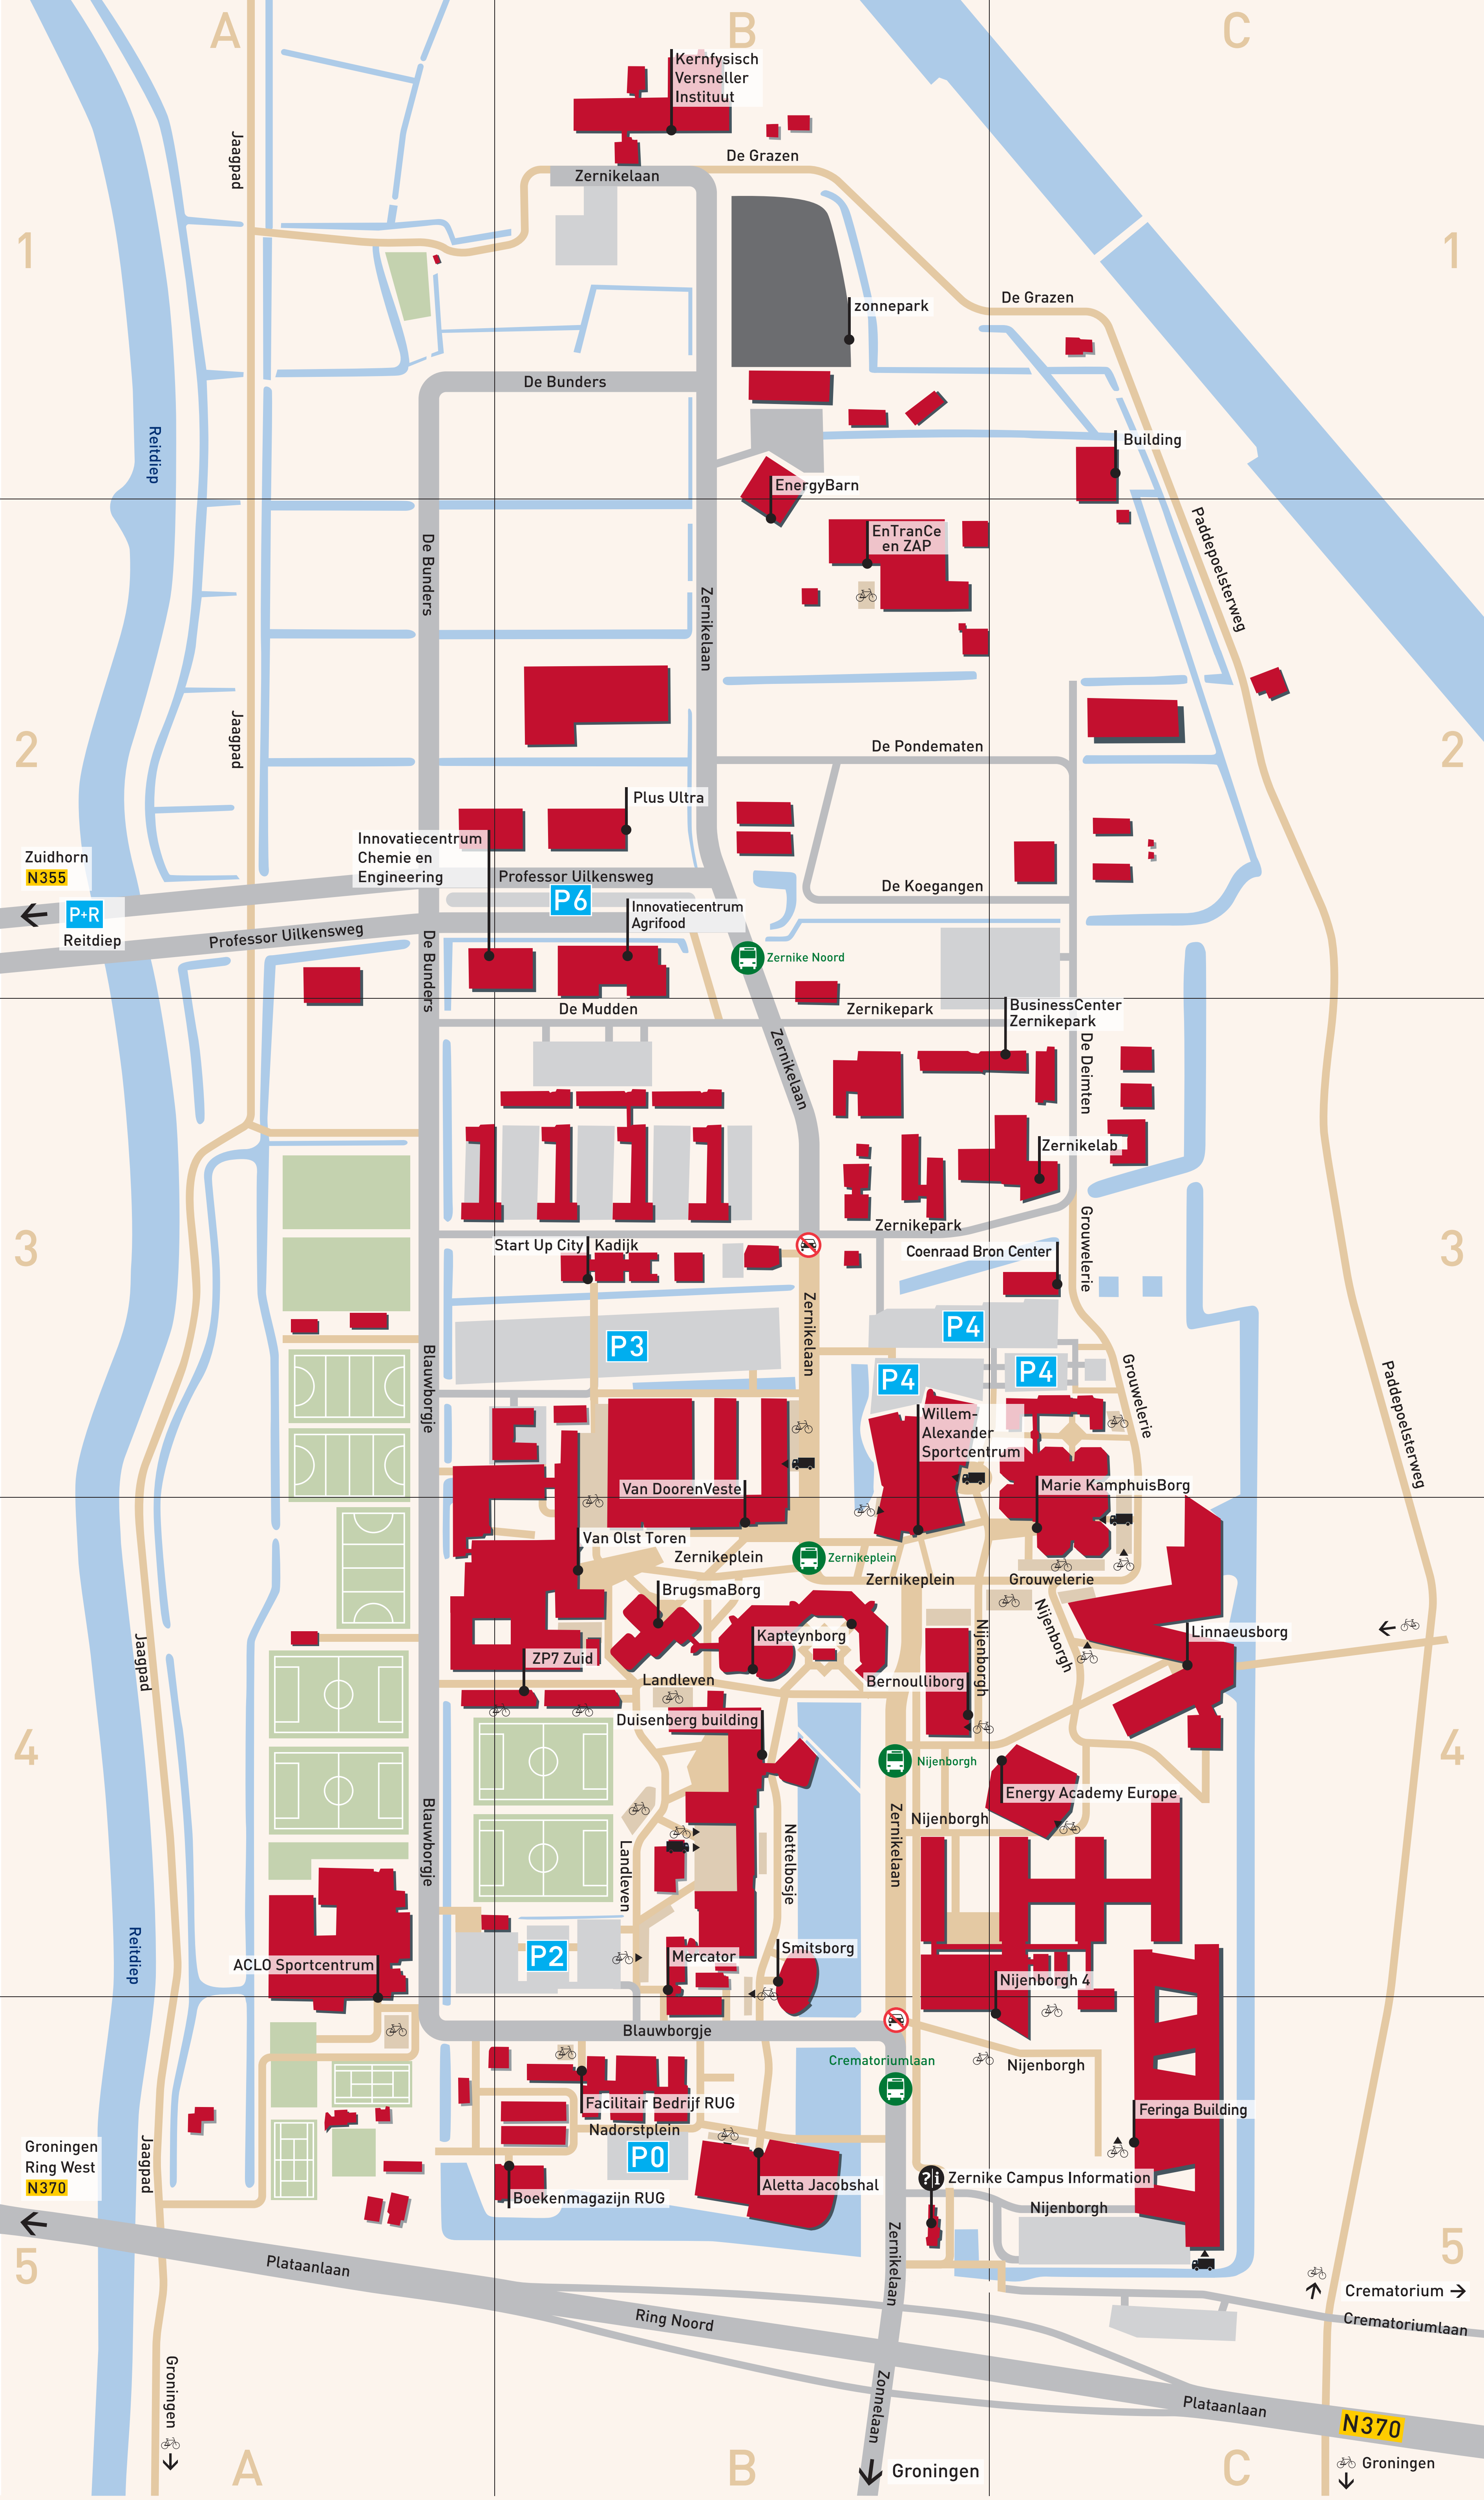 A
B
C
Kernfysisch
Versneller
Instituut
De Grazen
Zernikelaan
Jaagpad
1
1
De Grazen
zonnepark
De Bunders
Building
Reitdiep
EnergyBarn
EnTranCe
en ZAP
Paddepoelsterweg
De Bunders
Zernikelaan
Jaagpad
2
2
De Pondematen
Plus Ultra
Innovatiecentrum
Chemie en
Engineering
Zuidhorn
N355
P+R
Reitdiep
Professor Uilkensweg
P6
De Koegangen
Innovatiecentrum
Agrifood
Professor Uilkensweg
De Bunders
Zernike Noord
De Mudden
Zernikepark
BusinessCenter
Zernikepark
Zernikelaan
De Deimten
Zernikelab
Zernikepark
Grouwelerie
3
3
Start Up City
Kadijk
Coenraad Bron Center
Zernikelaan
P3
P4
P4
P4
Blauwborgje
Grouwelerie
Paddepoelsterweg
Willem-
Alexander
Sportcentrum
Van DoorenVeste
Marie KamphuisBorg
Van Olst Toren
Zernikeplein
Zernikeplein
Zernikeplein
Grouwelerie
BrugsmaBorg
Nijenborgh
Nijenborgh
Kapteynborg
Linnaeusborg
Jaagpad
ZP7 Zuid
Landleven
Bernoulliborg
Duisenberg building
4
4
Nijenborgh
Energy Academy Europe
Nijenborgh
Blauwborgje
Landleven
Nettelbosje
Zernikelaan
Reitdiep
P2
ACLO Sportcentrum
Mercator
Smitsborg
Nijenborgh 4
Blauwborgje
Crematoriumlaan
Nijenborgh
Facilitair Bedrijf RUG
Nadorstplein
Feringa Building
Groningen
Ring West
N370
Jaagpad
P0
Boekenmagazijn RUG
Aletta Jacobshal
?i
Zernike Campus Information
Nijenborgh
Zernikelaan
5
5
Plataanlaan
Ring Noord
Crematorium
Crematoriumlaan
Zonnelaan
Plataanlaan
N370
Groningen
A
B
C
Groningen
Groningen